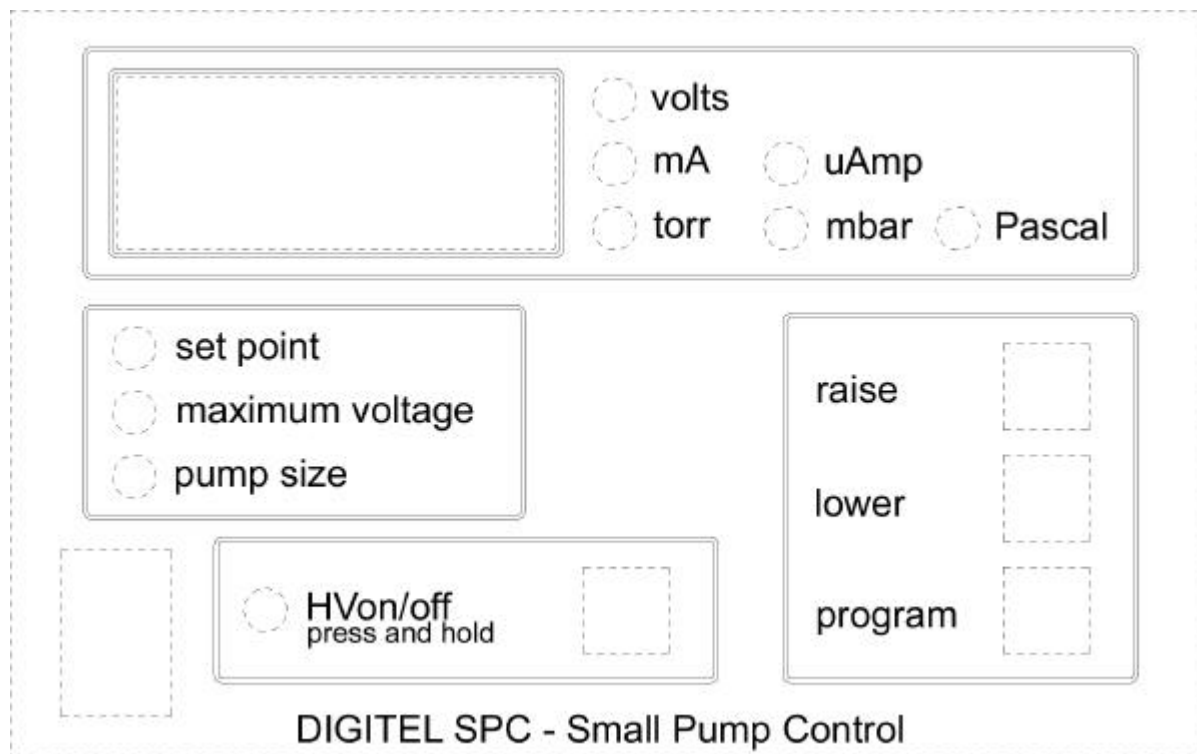 volts
mA uAmp
torr mbar Pascal
set point
maximum voltage
pump size
raise
lower
program
HVon/off
press and hold
DIGITEL SPC - Small Pump Control